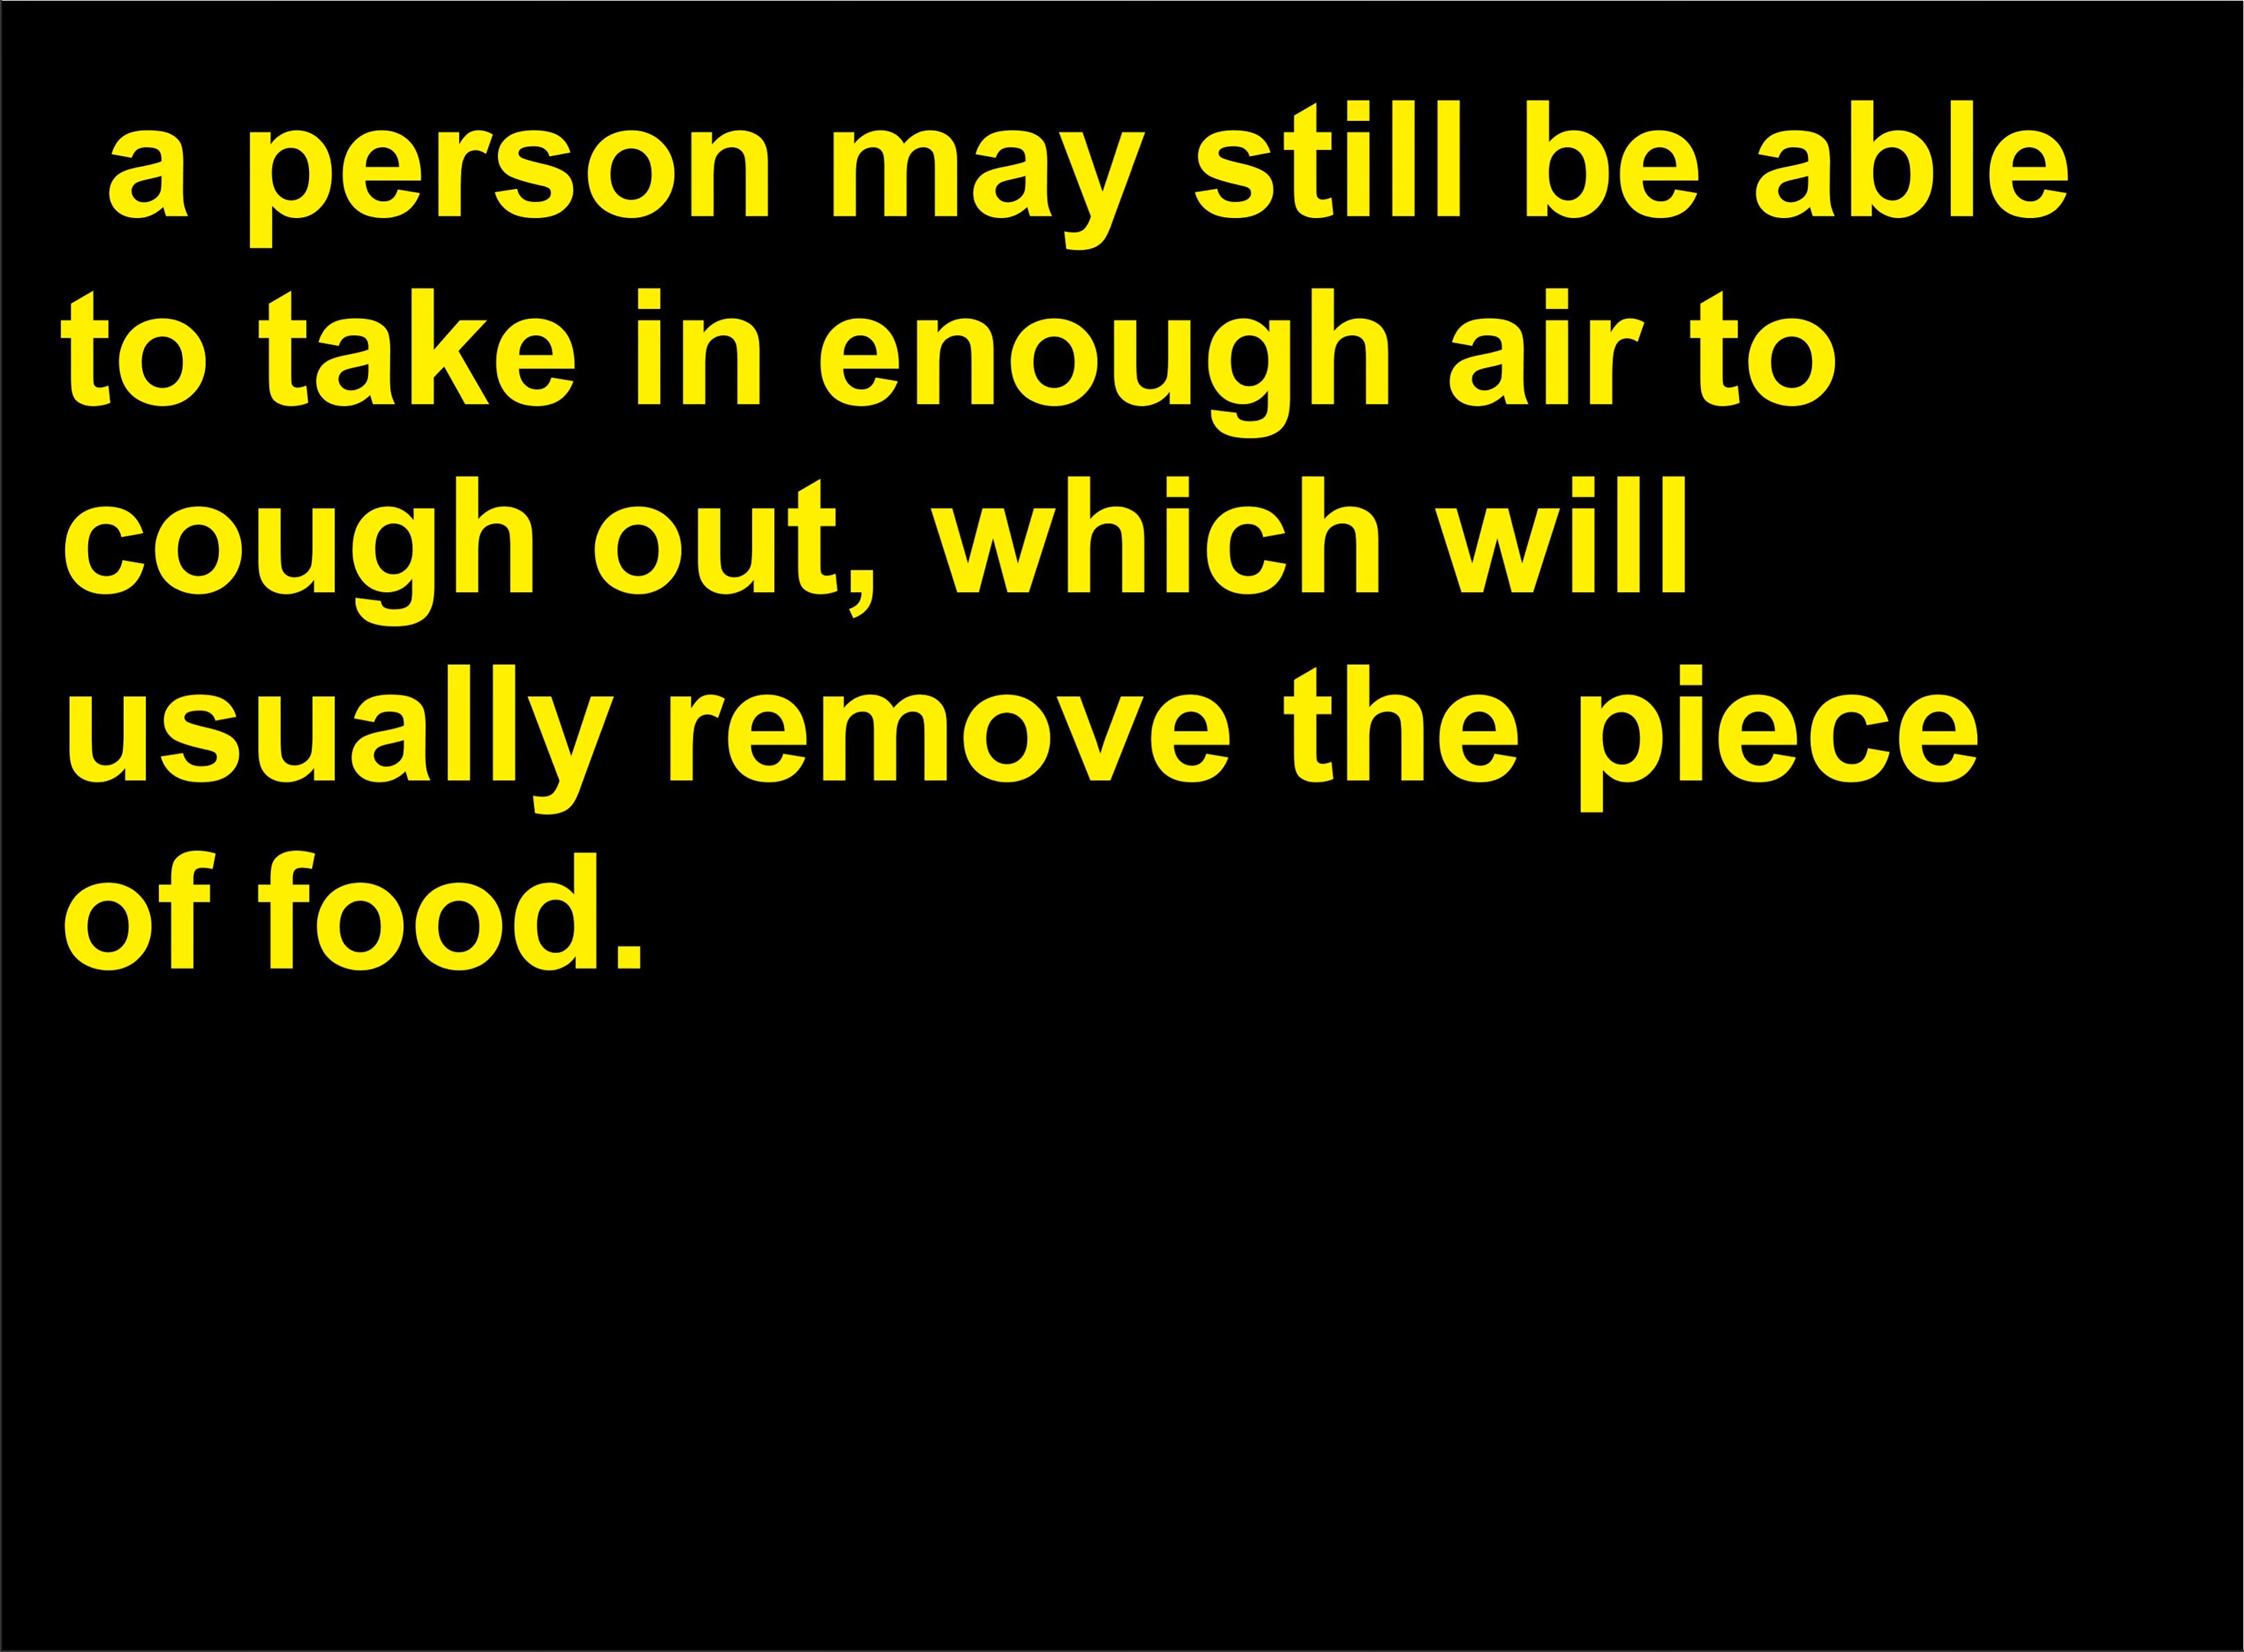 a person may still be able
to take in enough air to
cough out, which will
usually remove the piece
of food.